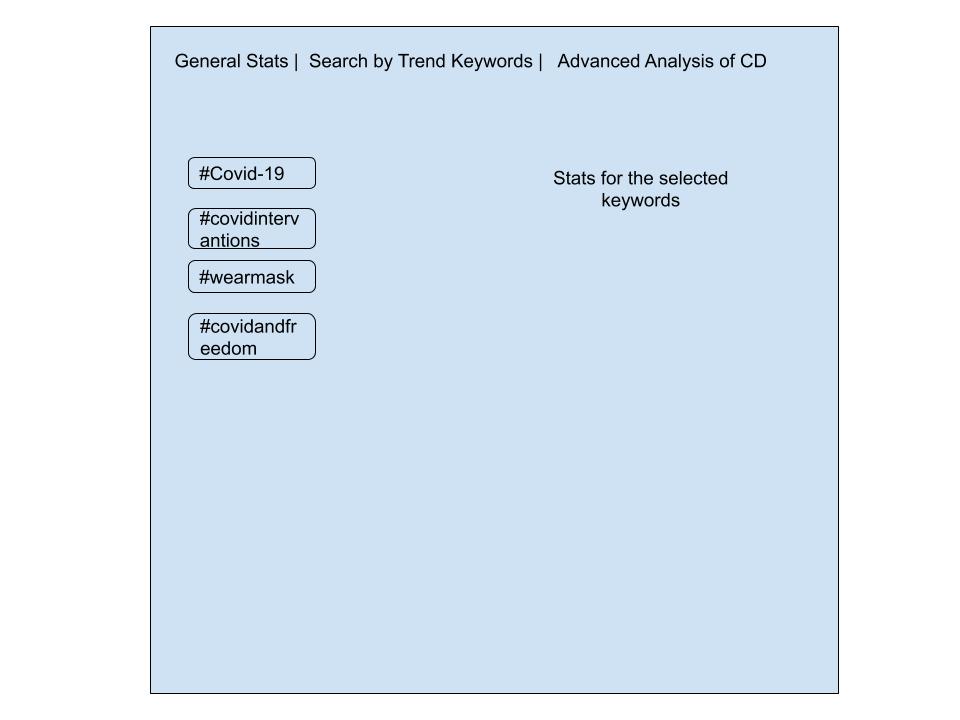 General Stats |  Search by Trend Keywords |   Advanced Analysis of CD
#Covid-19
Stats for the selected
keywords
#covidinterv
antions
#wearmask
#covidandfr
eedom